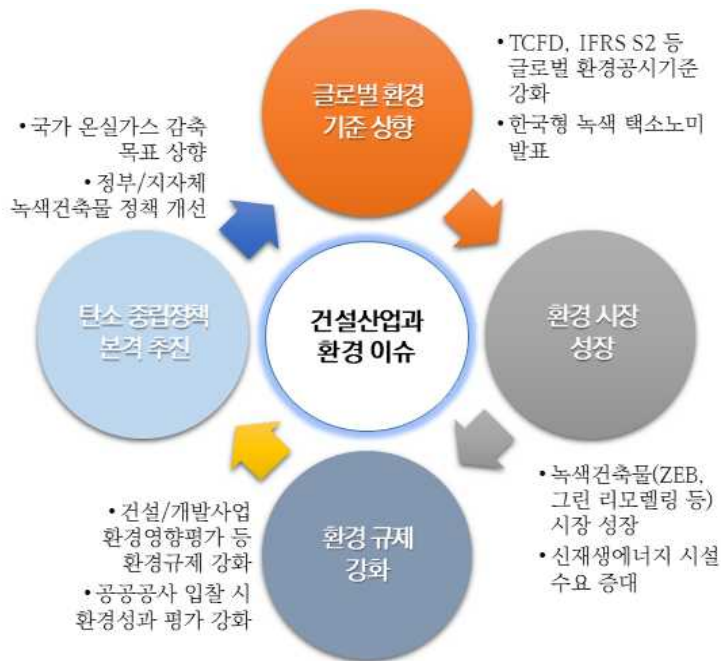 글로벌 환경
기준 상향
• TCFD, IFRS S2 등
글로벌 환경공시기준
강화
• 한국형 녹색 택소노미
발표
• 국가 온실가스 감축
목표 상향
• 정부/지자체
녹색건축물 정책 개선
탄소 중립정책
본격 추진
건설산업과
환경 이슈
환경 시장
성장
• 녹색건축물(ZEB,
그린 리모델링 등)
시장 성장
• 신재생에너지 시설
수요 증대
환경 규제
강화
• 건설/개발사업
환경영향평가 등
환경규제 강화
• 공공공사 입찰 시
환경성과 평가 강화